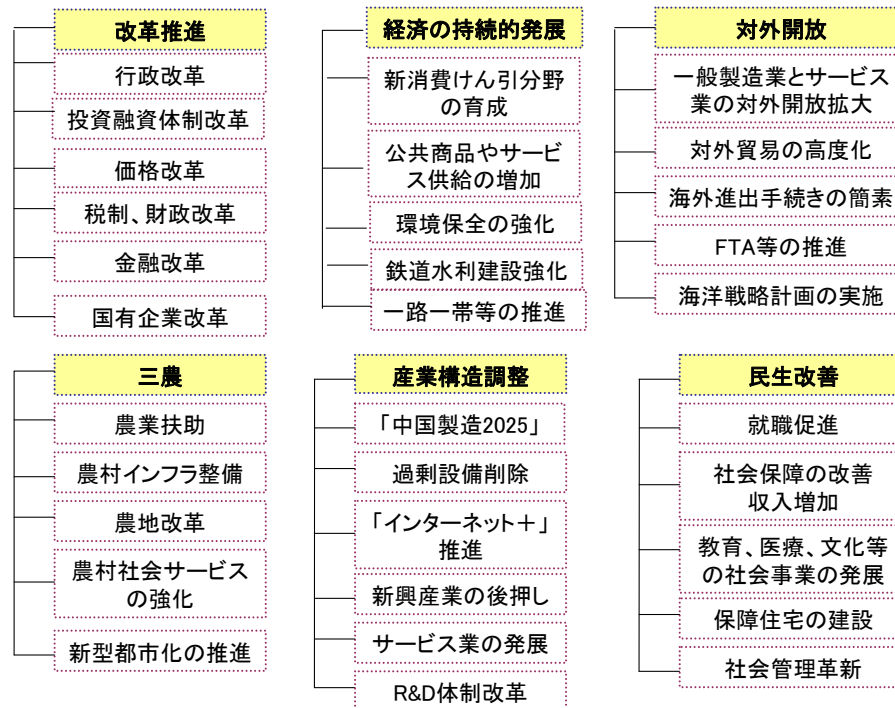 改革推進
行政改革
投資融資体制改革
価格改革
税制、財政改革
金融改革
国有企業改革
経済の持続的発展
新消費けん引分野
の育成
公共商品やサービ
ス供給の増加
環境保全の強化
鉄道水利建設強化
一路一帯等の推進
対外開放
一般製造業とサービス
業の対外開放拡大
対外貿易の高度化
海外進出手続きの簡素
FTA等の推進
海洋戦略計画の実施
三農
農業扶助
農村インフラ整備
農地改革
農村社会サービス
の強化
新型都市化の推進
産業構造調整
「中国製造2025」
過剰設備削除
「インターネット＋」
推進
新興産業の後押し
サービス業の発展
R&D体制改革
民生改善
就職促進
社会保障の改善
収入増加
教育、医療、文化等
の社会事業の発展
保障住宅の建設
社会管理革新